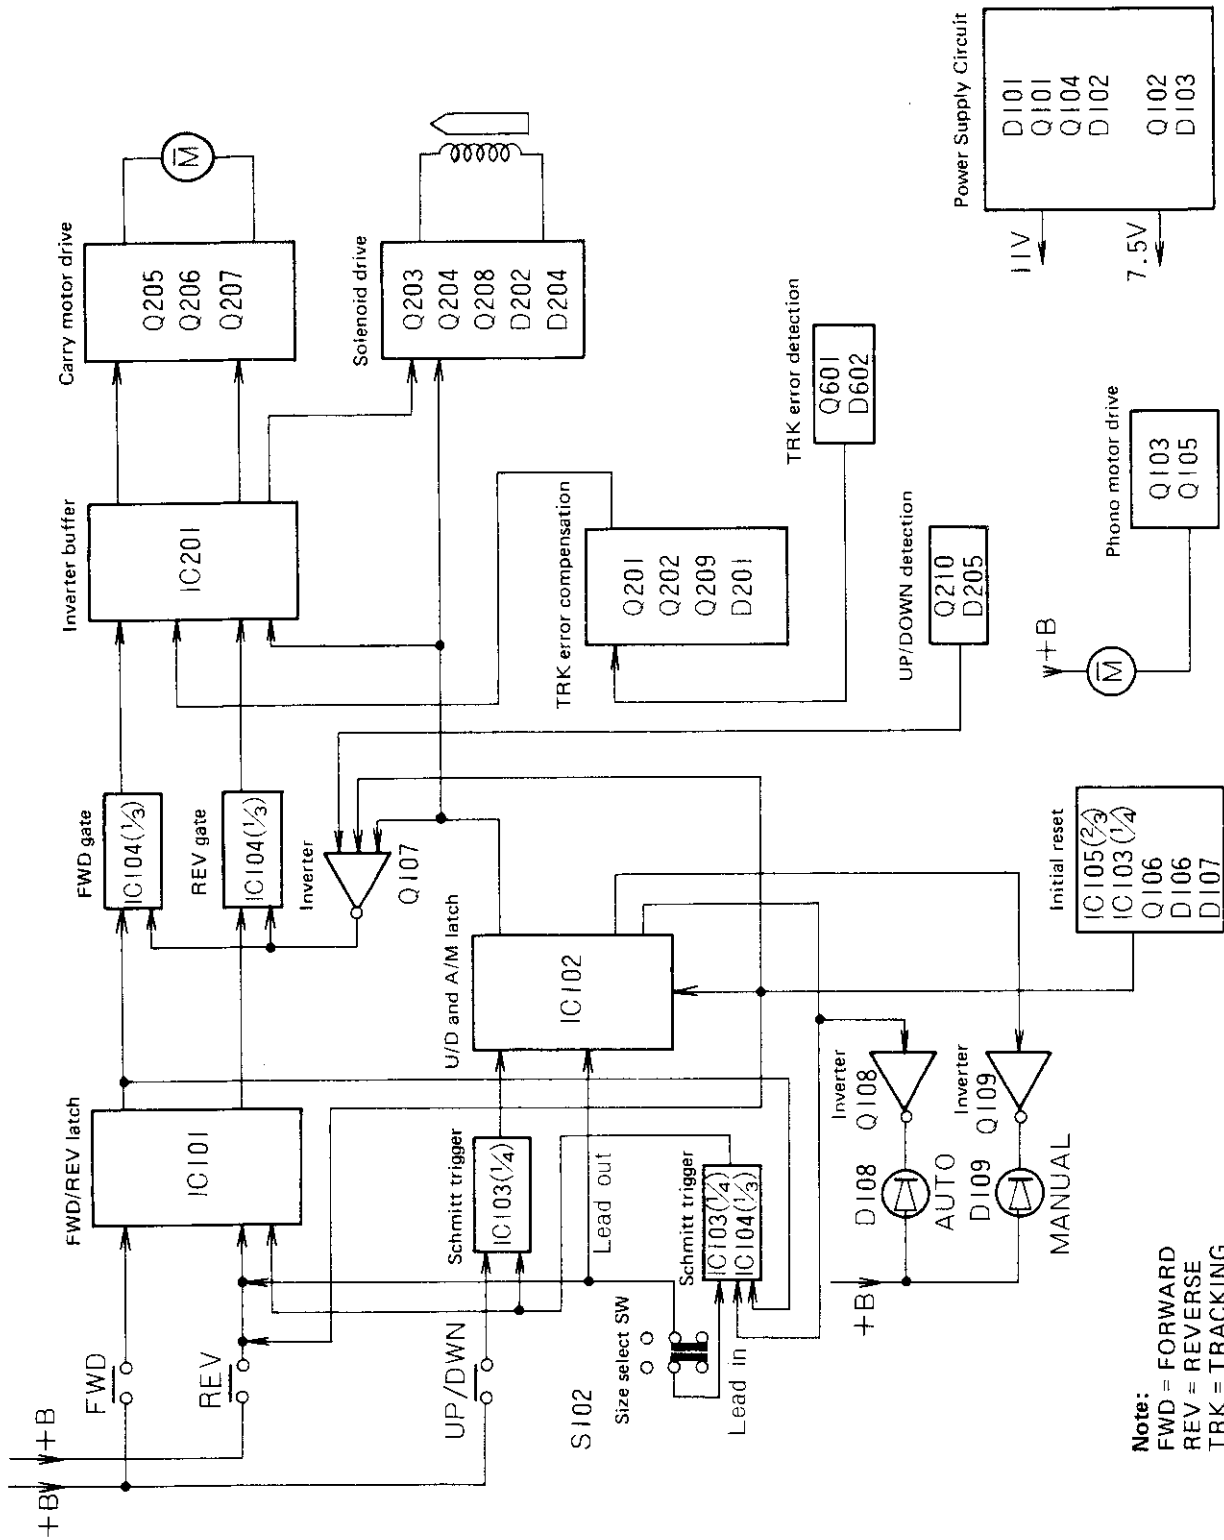 +B
+B
FWD
REV
UP/DWN
S102
Size select SW
Lead in
FWD/REV latch
IC101
Schmitt trigger
IC103(1/4)
Lead out
Schmitt trigger
IC103(1/4)
IC104(1/3)
+B
D108
AUTO
D109
MANUAL
Inverter
Q108
Inverter
Q109
FWD gate
IC104(1/3)
REV gate
IC104(1/3)
Inverter
Q107
U/D and A/M latch
IC102
Initial reset
IC105(2/3)
IC103(1/4)
Q106
D106
D107
Inverter buffer
IC201
TRK error compensation
Q201
Q202
Q209
D201
UP/DOWN detection
Q210
D205
+B
M
Phono motor drive
Q103
Q105
Carry motor drive
Q205
Q206
Q207
M
Solenoid drive
Q203
Q204
Q208
D202
D204
TRK error detection
Q601
D602
Power Supply Circuit
D101
Q101
Q104
D102
Q102
D103
11V
7.5V
Note:
FWD = FORWARD
REV = REVERSE
TRK = TRACKING